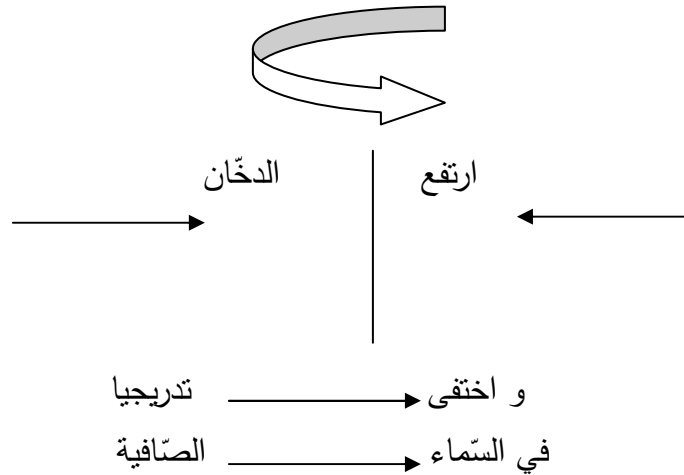 ارتفع الدخّان
و اختفى تدريجيا
في السّماء الصّافية